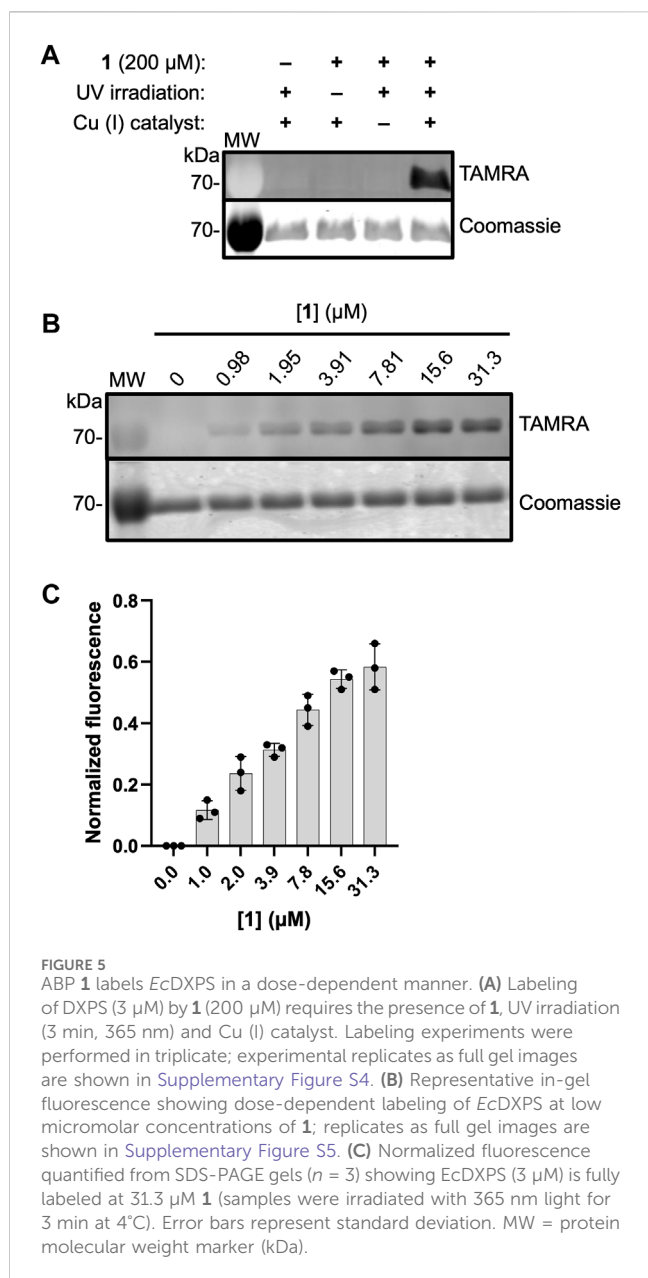 A
1 (200 µM): – + + +
UV irradiation: + – + +
Cu (I) catalyst: + + – +
MW
kDa
70-
TAMRA
70-
Coomassie
B
[1] (µM)
MW 0 0.98 1.95 3.91 7.81 15.6 31.3
kDa
70-
TAMRA
70-
Coomassie
C
Normalized fluorescence
0.8
0.6
0.4
0.2
0.0
0.0 1.0 2.0 3.9 7.8 15.6 31.3
[1] (µM)
FIGURE 5
ABP 1 labels EcDXPS in a dose-dependent manner. (A) Labeling
of DXPS (3 µM) by 1 (200 µM) requires the presence of 1, UV irradiation
(3 min, 365 nm) and Cu (I) catalyst. Labeling experiments were
performed in triplicate; experimental replicates as full gel images
are shown in Supplementary Figure S4. (B) Representative in-gel
fluorescence showing dose-dependent labeling of EcDXPS at low
micromolar concentrations of 1; replicates as full gel images are
shown in Supplementary Figure S5. (C) Normalized fluorescence
quantified from SDS-PAGE gels (n = 3) showing EcDXPS (3 µM) is fully
labeled at 31.3 µM 1 (samples were irradiated with 365 nm light for
3 min at 4°C). Error bars represent standard deviation. MW = protein
molecular weight marker (kDa).